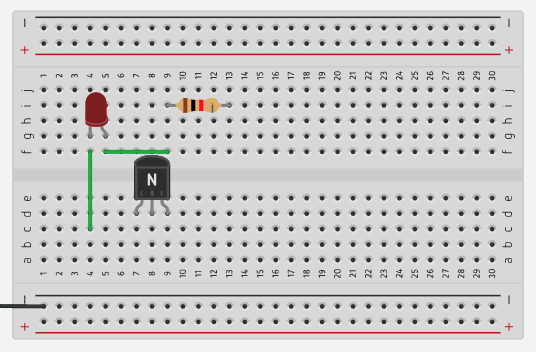 − −
+ +
1 2 3 4 5 6 7 8 9 10 11 12 13 14 15 16 17 18 19 20 21 22 23 24 25 26 27 28 29 30
j j
i i
h h
g g
f f
N
e e
d d
c c
b b
a a
1 2 3 4 5 6 7 8 9 10 11 12 13 14 15 16 17 18 19 20 21 22 23 24 25 26 27 28 29 30
− −
+ +